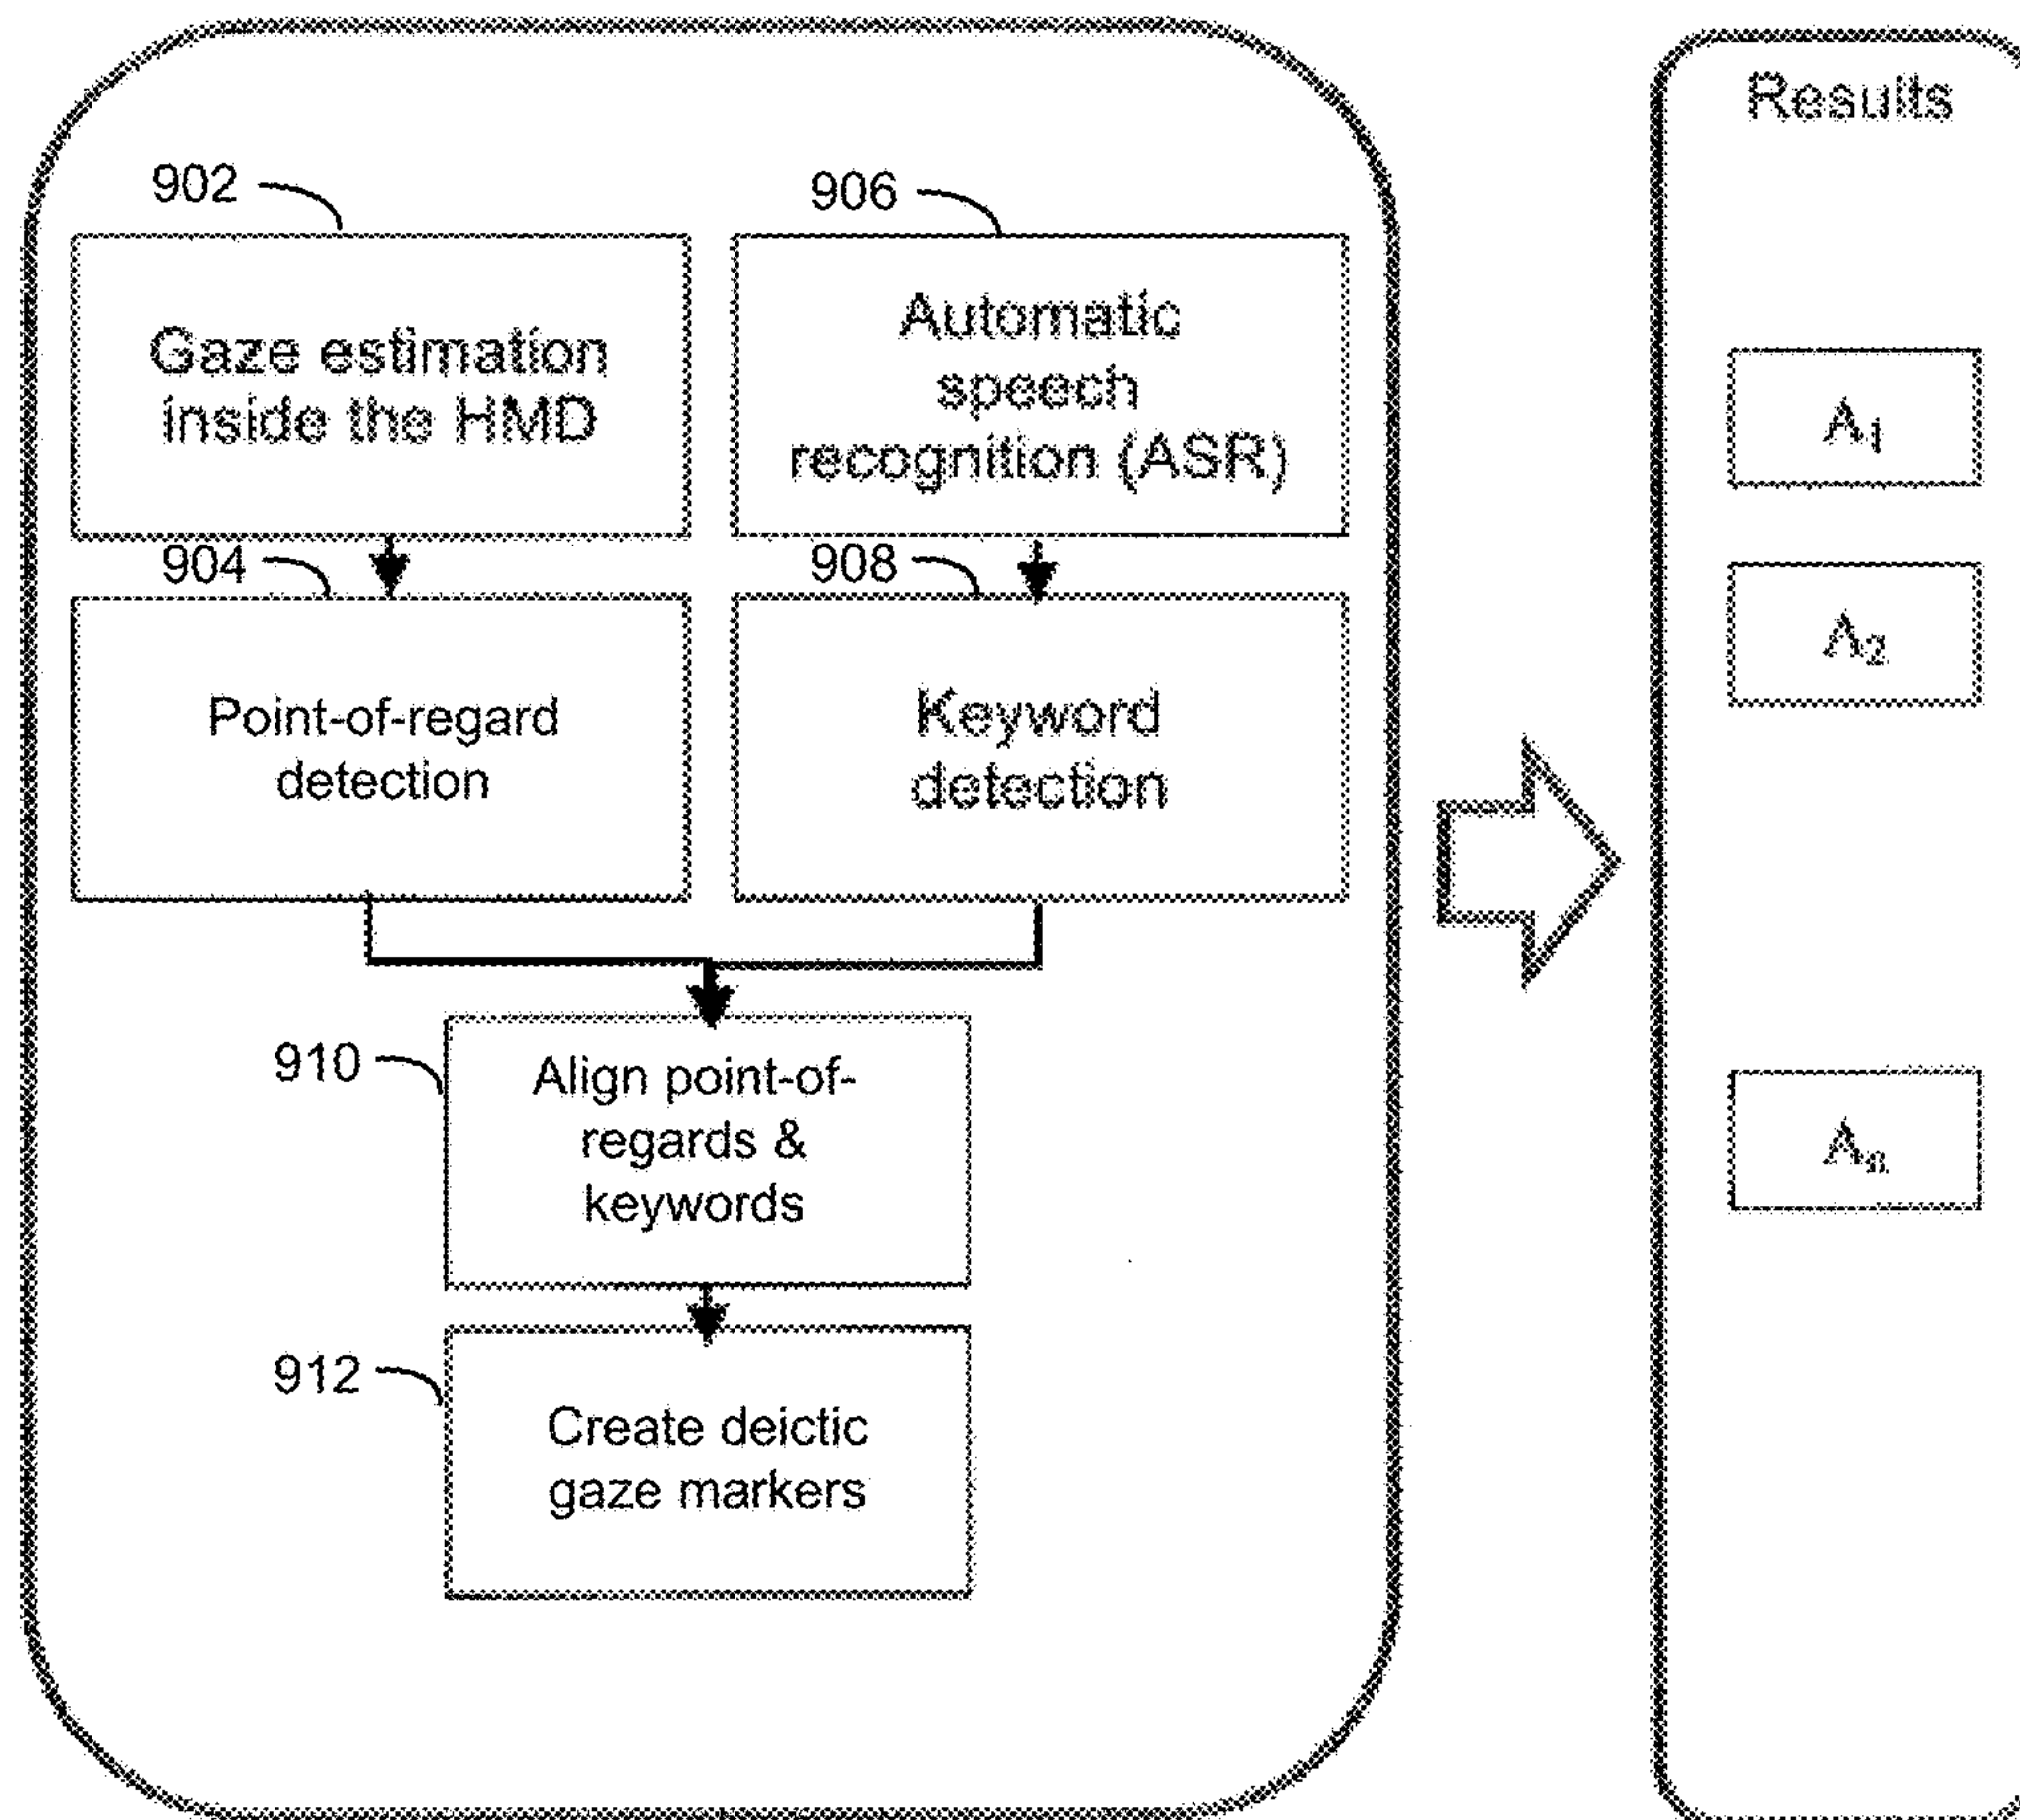 902
Gaze estimation
inside the HMD
906
Automatic
speech
recognition (ASR)
904
Point-of-regard
detection
908
Keyword
detection
910
Align point-of-
regards &
keywords
912
Create deictic
gaze markers
Results
A1
A2
An